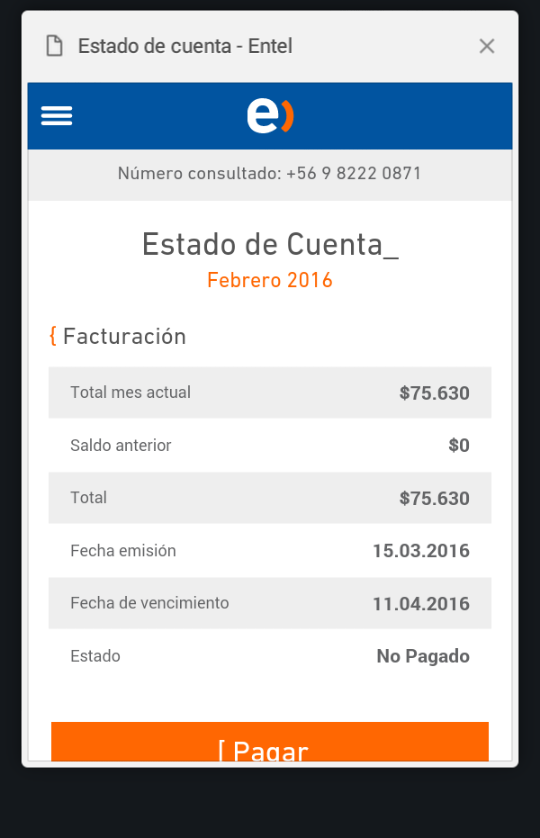 Estado de cuenta - Entel
e)
Número consultado: +56 9 8222 0871
Estado de Cuenta_
Febrero 2016
{ Facturación
Total mes actual $75.630
Saldo anterior $0
Total $75.630
Fecha emisión 15.03.2016
Fecha de vencimiento 11.04.2016
Estado No Pagado
[ Pagar